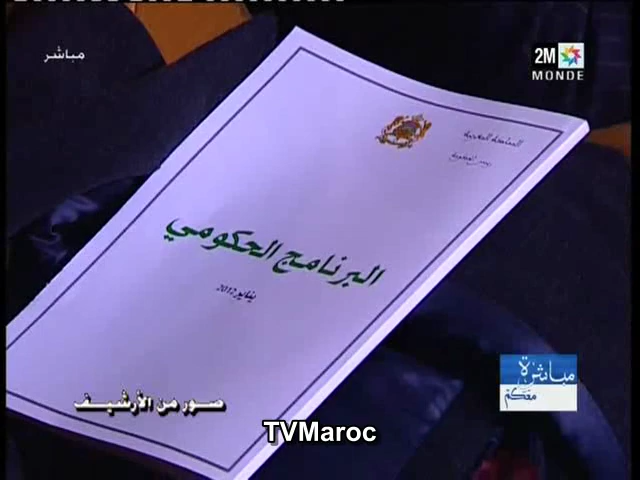 مباشر
2M
MONDE
المملكة المغربية
رئيس الحكومة
البرنامج الحكومي
يناير 2012
مباشرة
معكم
صور من الأرشيف
TVMaroc